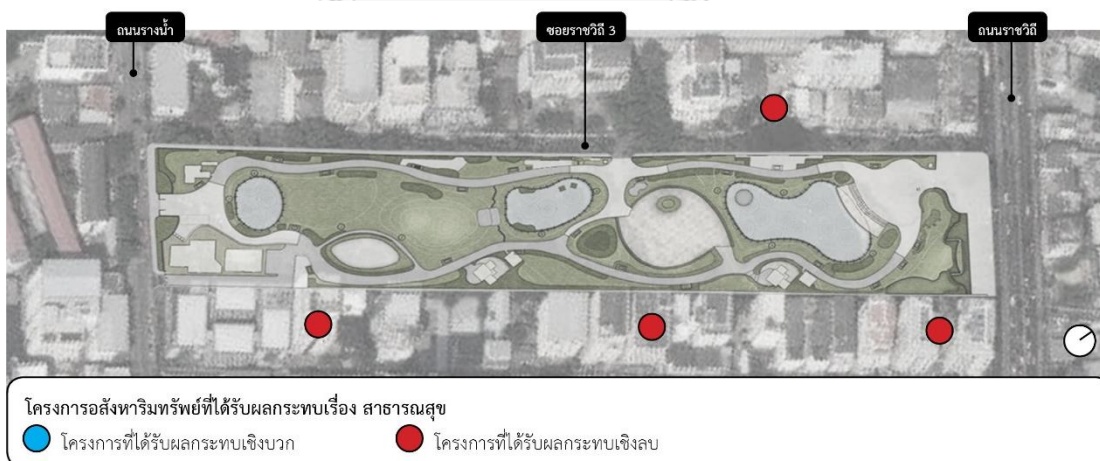 ถนนรางน้ำ
ซอยราชวิถี 3
ถนนราชวิถี
โครงการอสังหาริมทรัพย์ที่ได้รับผลกระทบเรื่อง สาธารณสุข
โครงการที่ได้รับผลกระทบเชิงบวก
โครงการที่ได้รับผลกระทบเชิงลบ